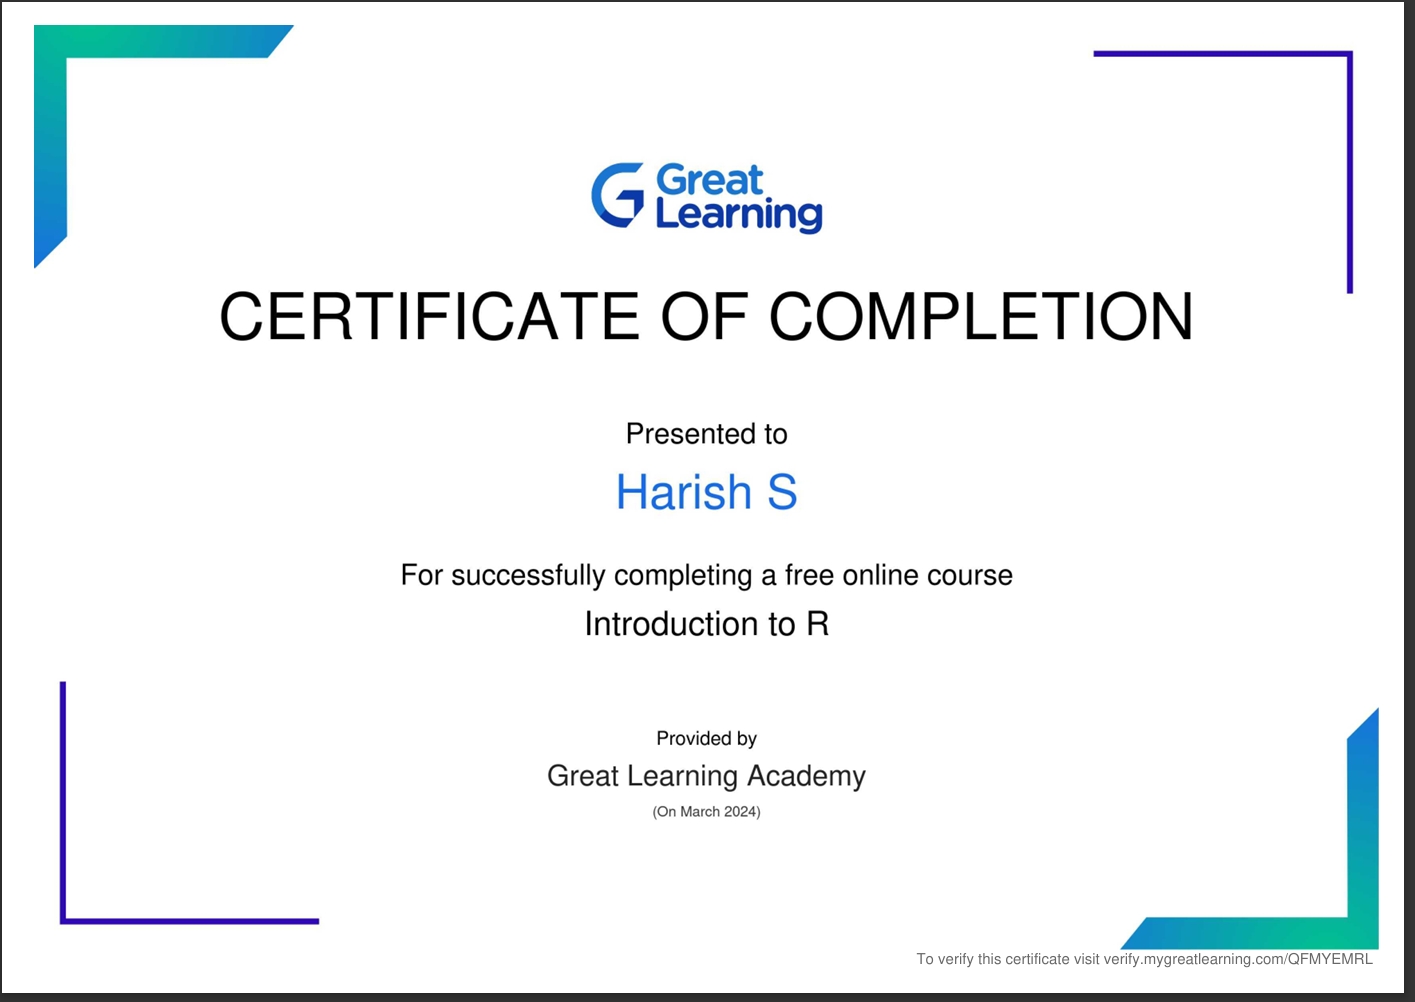 Great
Learning
CERTIFICATE OF COMPLETION
Presented to
Harish S
For successfully completing a free online course
Introduction to R
Provided by
Great Learning Academy
(On March 2024)
To verify this certificate visit verify.mygreatlearning.com/QFMYEMRL